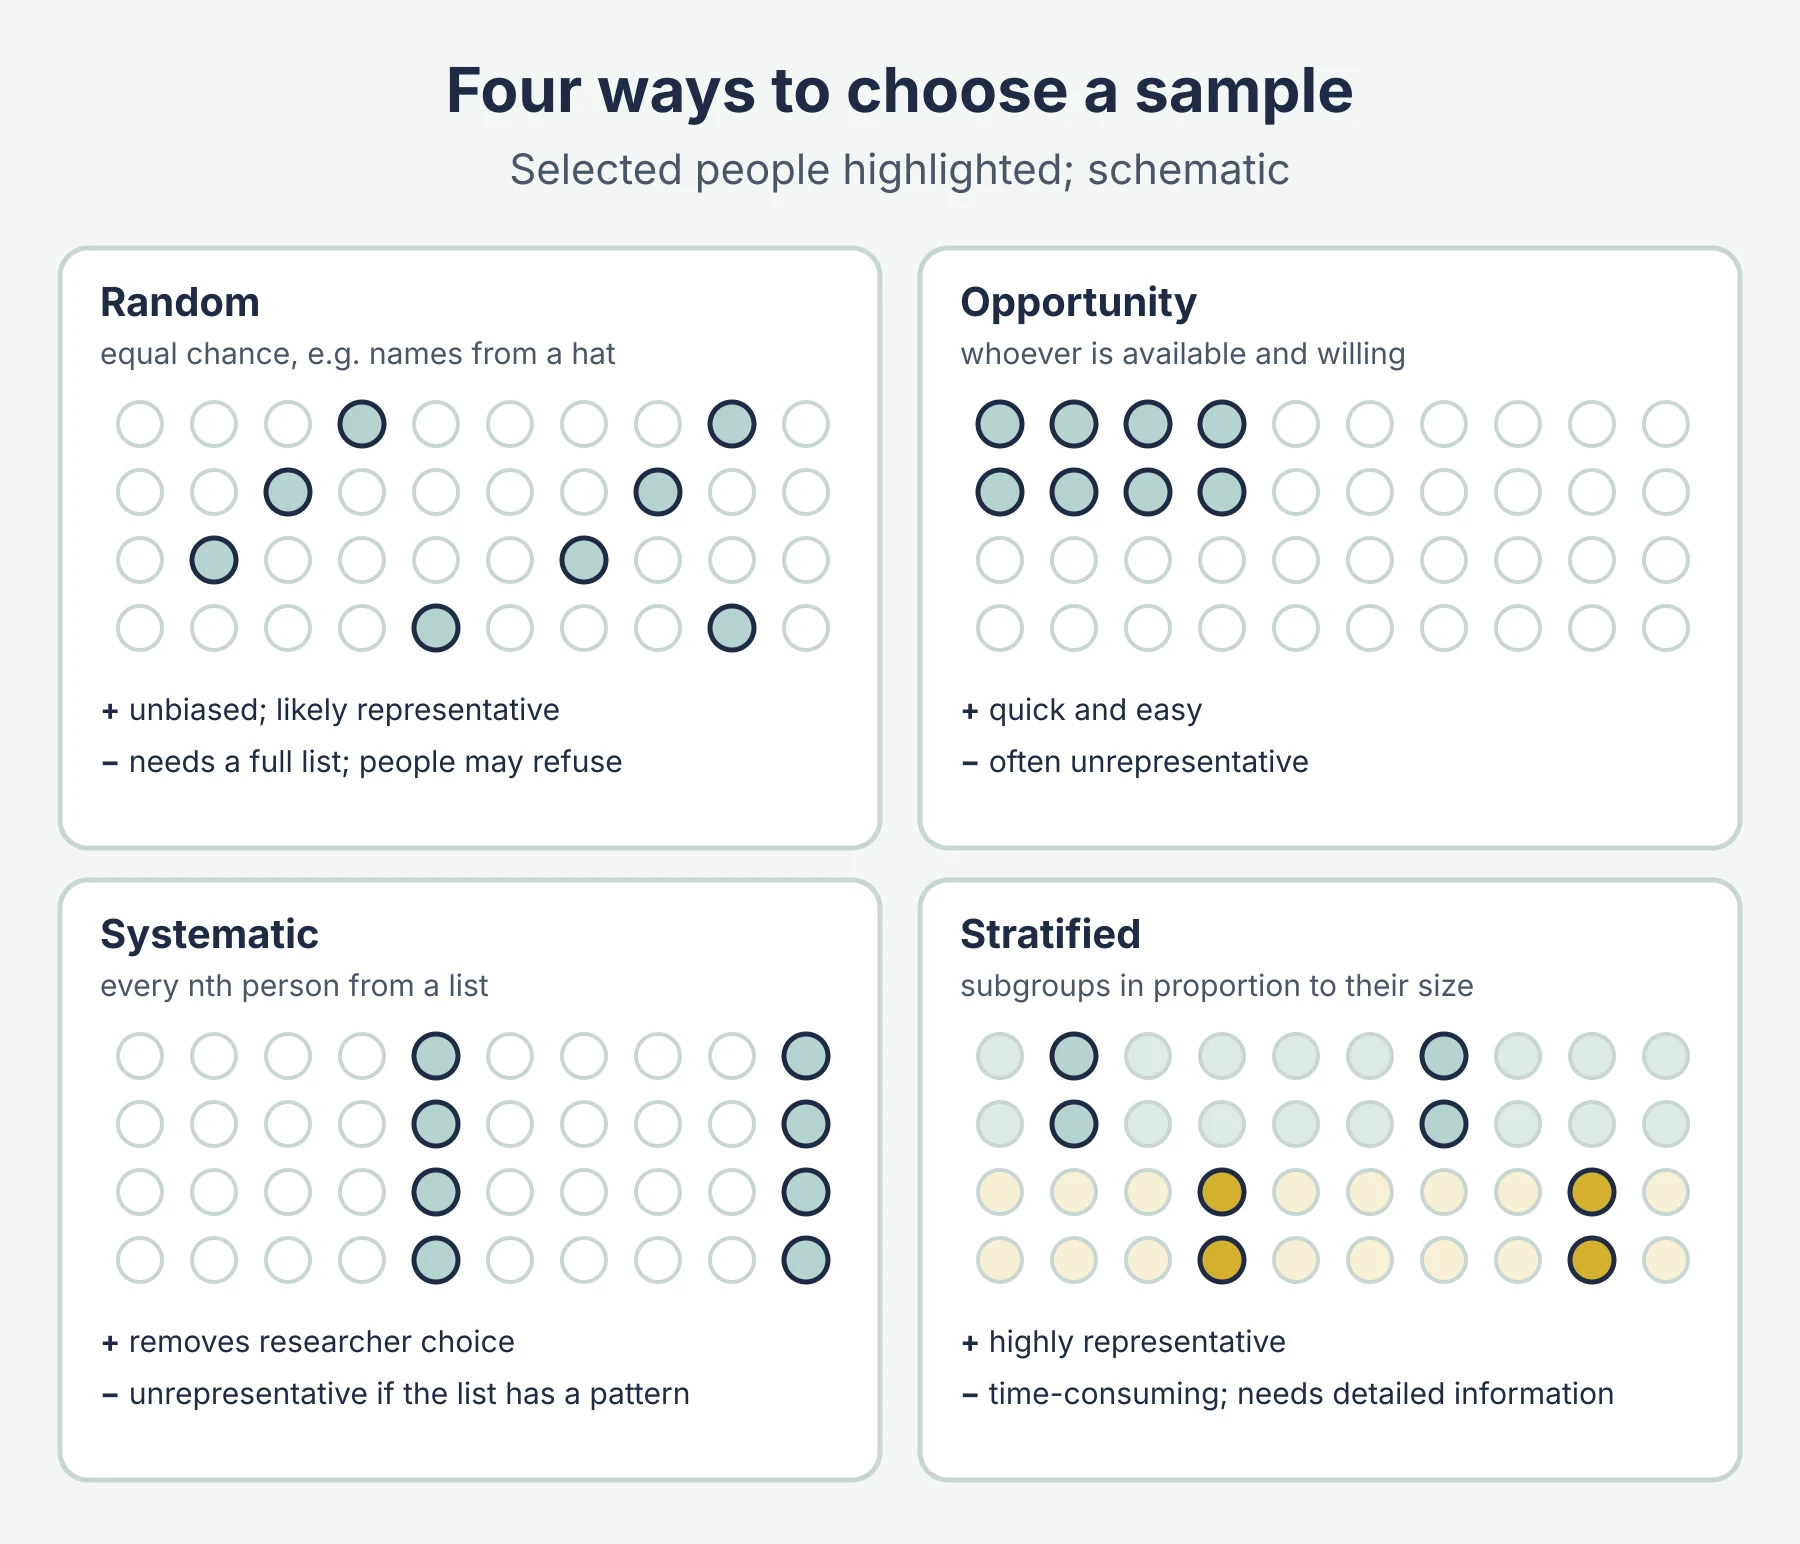 Four ways to choose a sample
Selected people highlighted; schematic
Random
equal chance, e.g. names from a hat
+ unbiased; likely representative
– needs a full list; people may refuse
Opportunity
whoever is available and willing
+ quick and easy
– often unrepresentative
Systematic
every nth person from a list
+ removes researcher choice
– unrepresentative if the list has a pattern
Stratified
subgroups in proportion to their size
+ highly representative
– time-consuming; needs detailed information